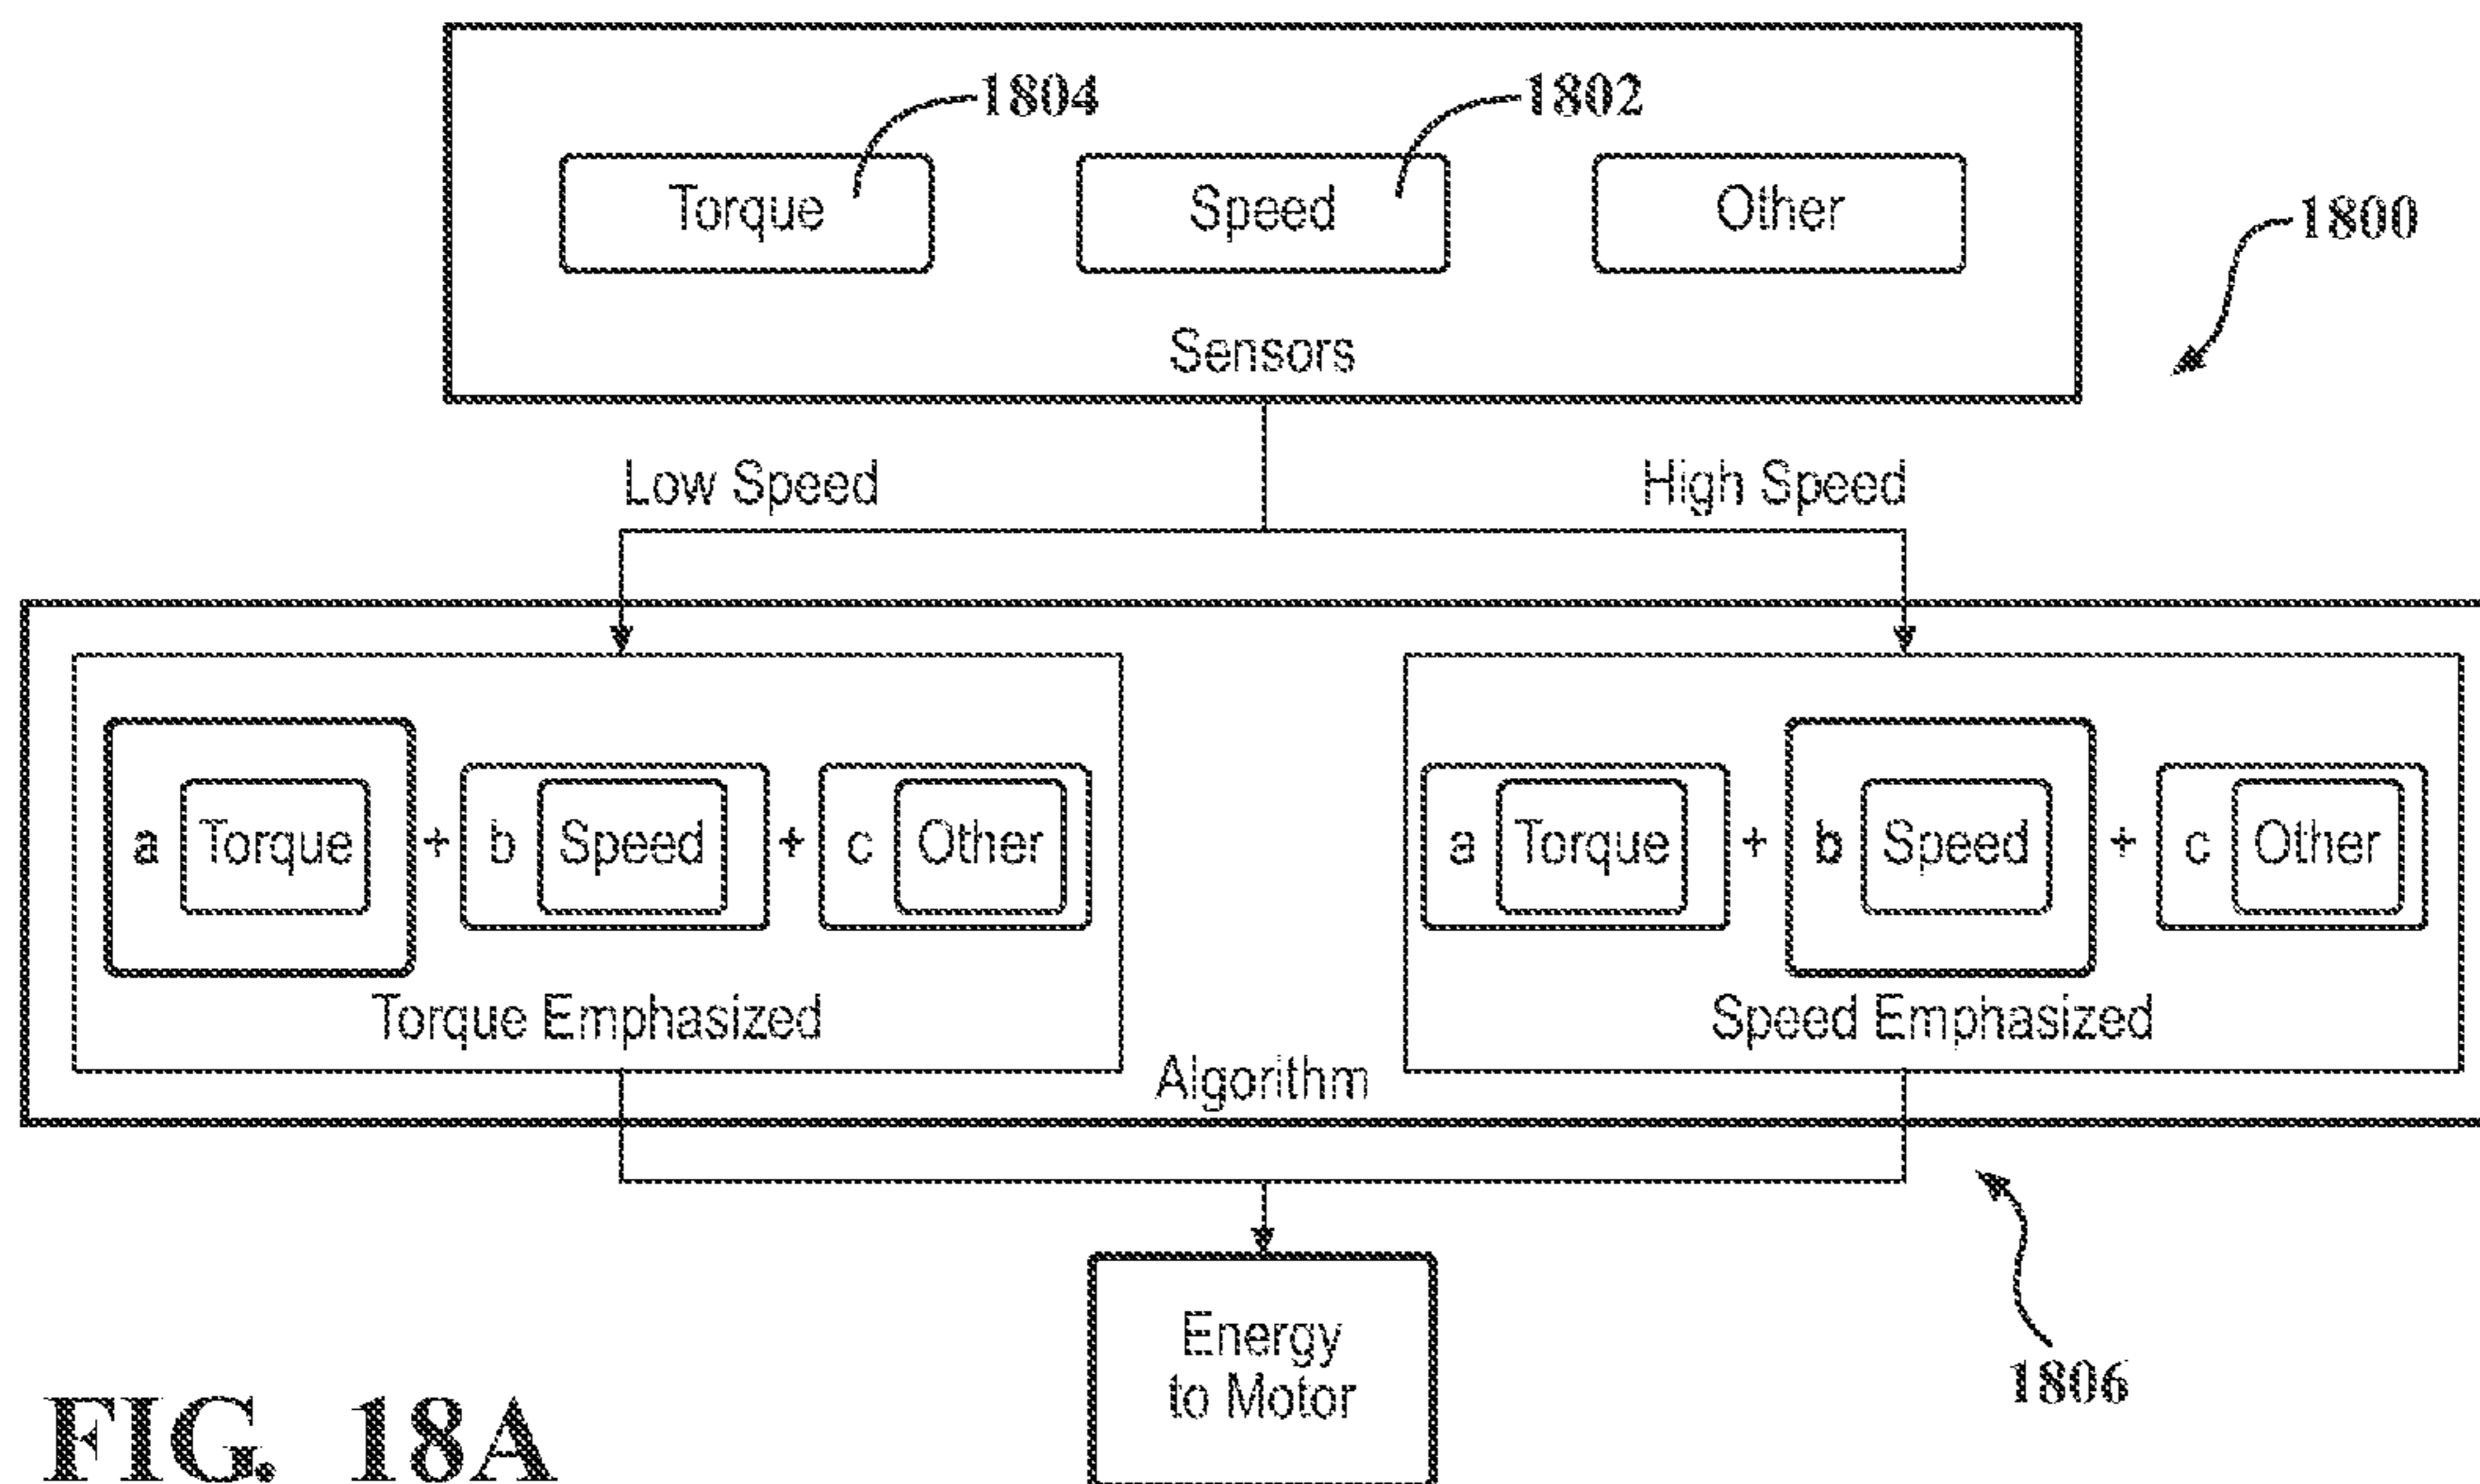 1804
1802
Torque
Speed
Other
1800
Sensors
Low Speed
High Speed
a Torque + b Speed + c Other
a Torque + b Speed + c Other
Torque Emphasized
Speed Emphasized
Algorithm
Energy
to Motor
1806
FIG. 18A